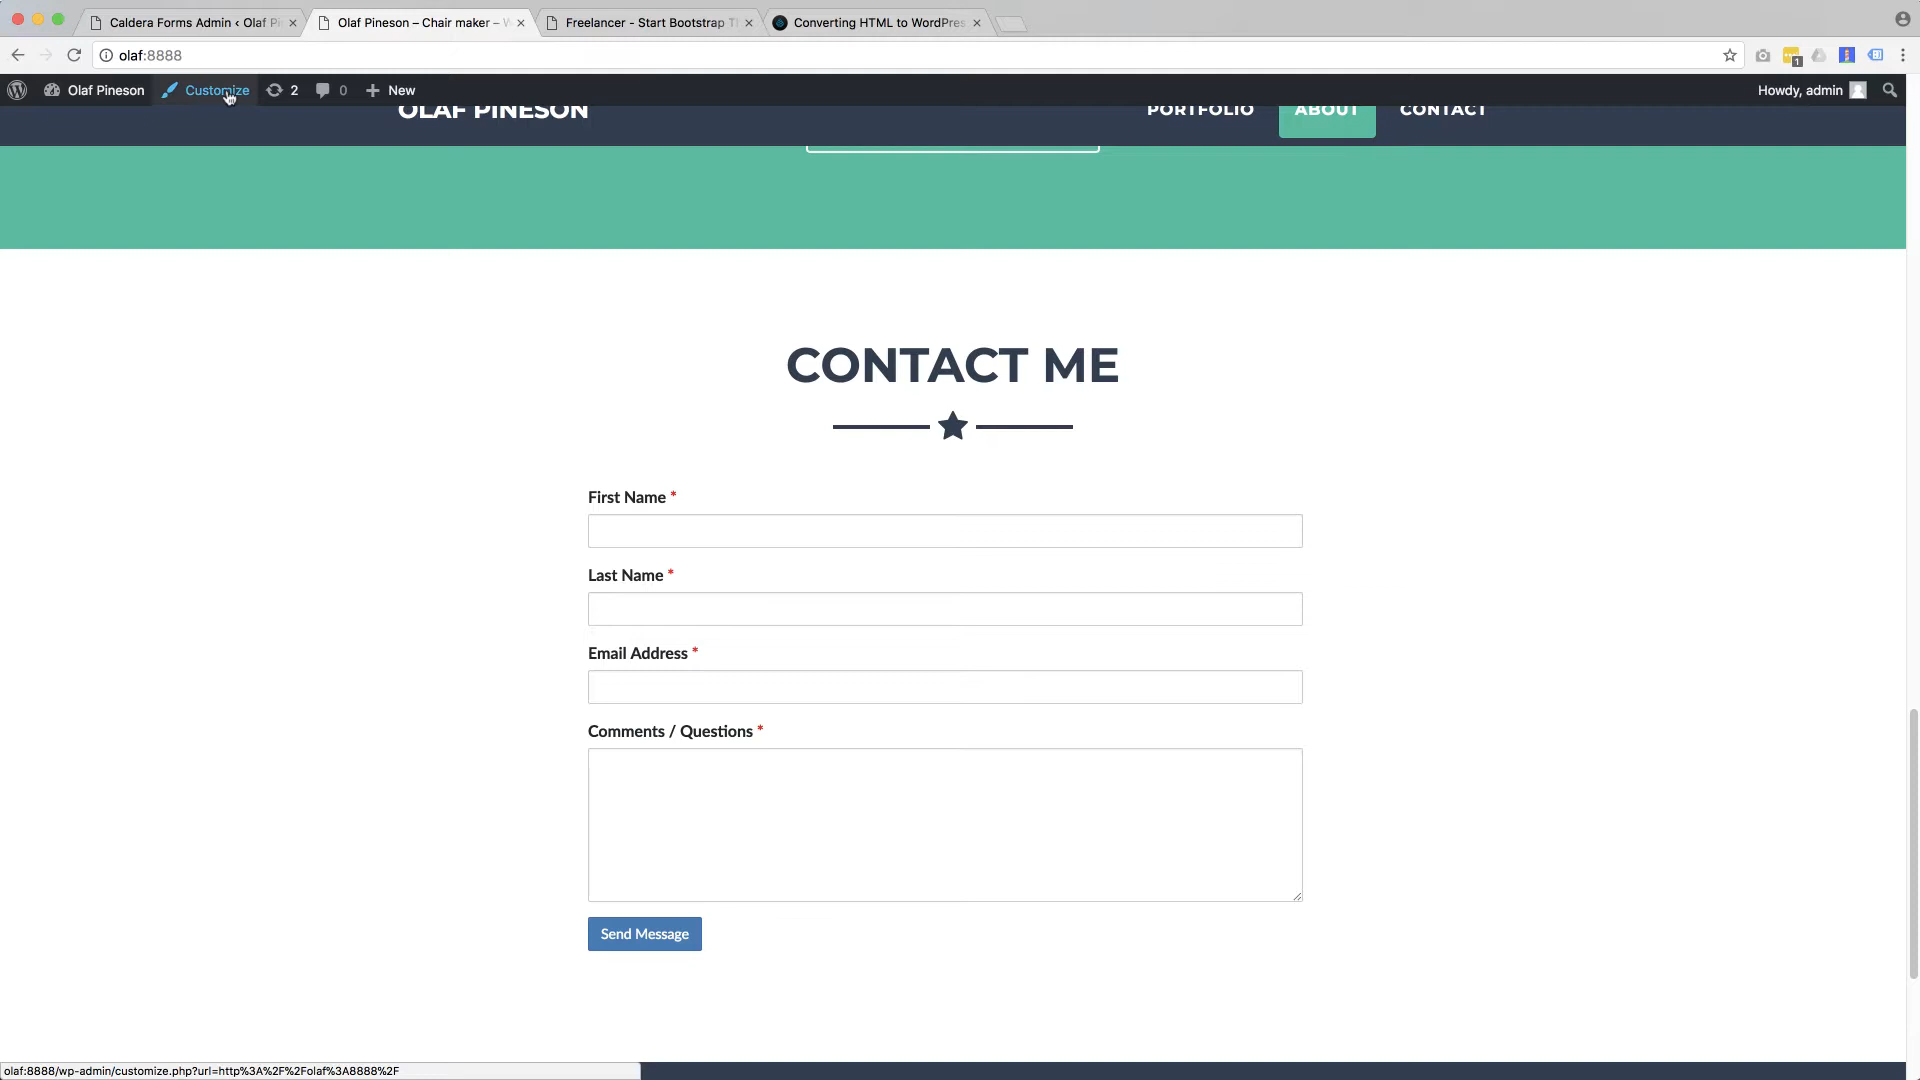 Caldera Forms Admin ‹ Olaf Pi
Olaf Pineson – Chair maker – W
Freelancer - Start Bootstrap T
Converting HTML to WordPres
olaf:8888
1
Olaf Pineson
Customize
2
0
New
Howdy, admin
OLAF PINESON
PORTFOLIO
ABOUT
CONTACT
CONTACT ME
First Name *
Last Name *
Email Address *
Comments / Questions *
Send Message
olaf:8888/wp-admin/customize.php?url=http%3A%2F%2Folaf%3A8888%2F